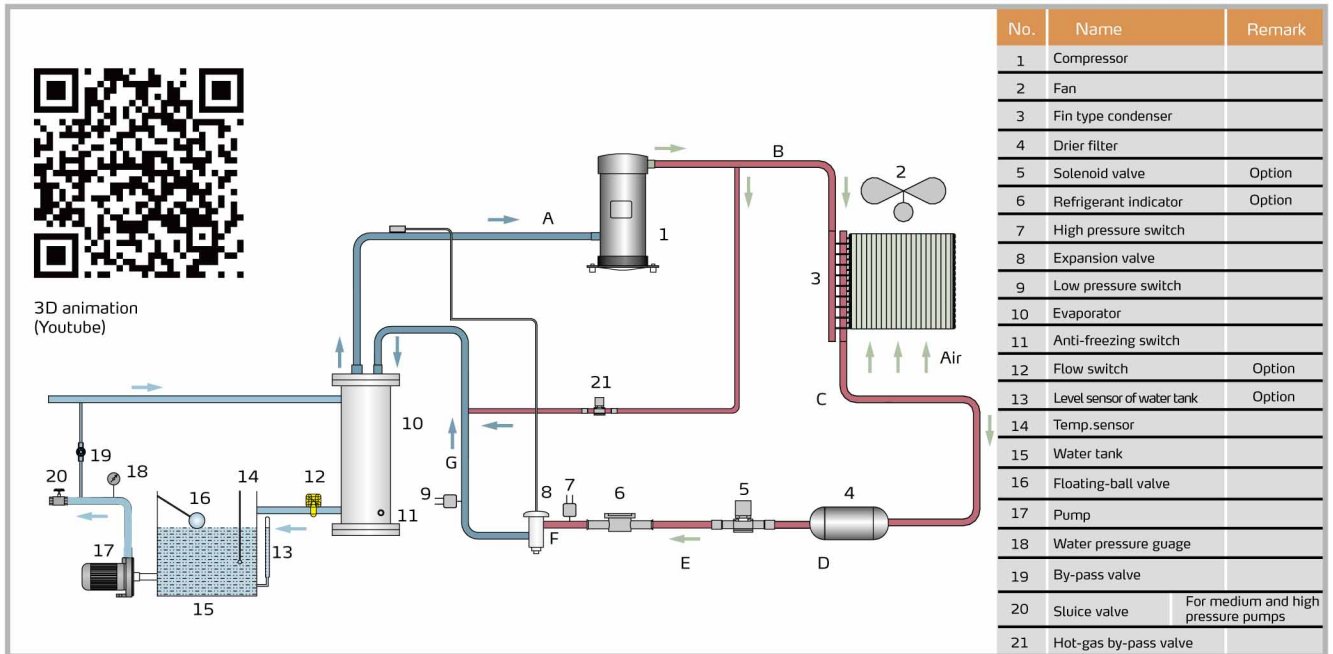 3D animation
(Youtube)
A
B
1
2
3
Air
C
4
D
5
E
6
7
8
F
G
9
10
11
12
13
14
15
16
17
18
19
20
21
No. Name Remark
1 Compressor
2 Fan
3 Fin type condenser
4 Drier filter
5 Solenoid valve Option
6 Refrigerant indicator Option
7 High pressure switch
8 Expansion valve
9 Low pressure switch
10 Evaporator
11 Anti-freezing switch
12 Flow switch Option
13 Level sensor of water tank Option
14 Temp.sensor
15 Water tank
16 Floating-ball valve
17 Pump
18 Water pressure guage
19 By-pass valve
20 Sluice valve For medium and high
pressure pumps
21 Hot-gas by-pass valve